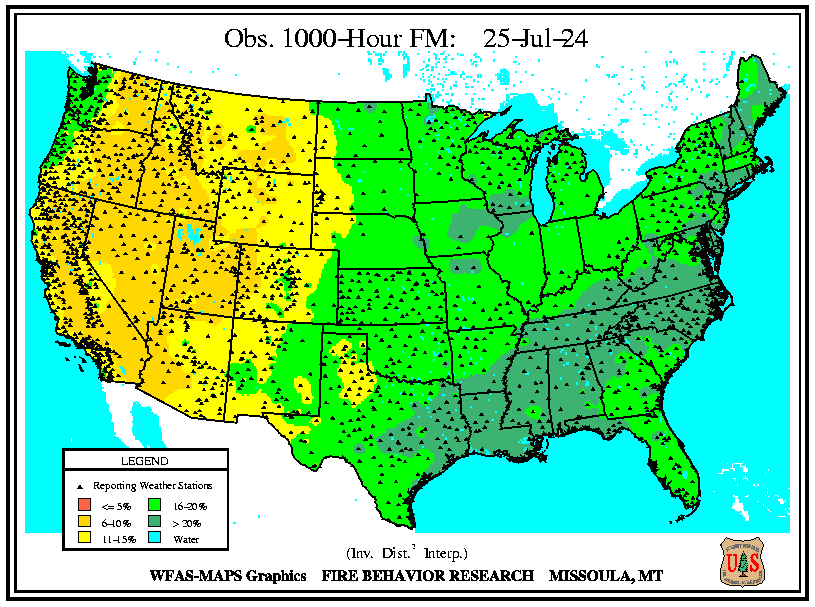 Obs. 1000-Hour FM: 25-Jul-24
LEGEND
Reporting Weather Stations
<= 5% 16-20%
6-10% > 20%
11-15% Water
(Inv. Dist.² Interp.)
WFAS-MAPS Graphics FIRE BEHAVIOR RESEARCH MISSOULA, MT
U S